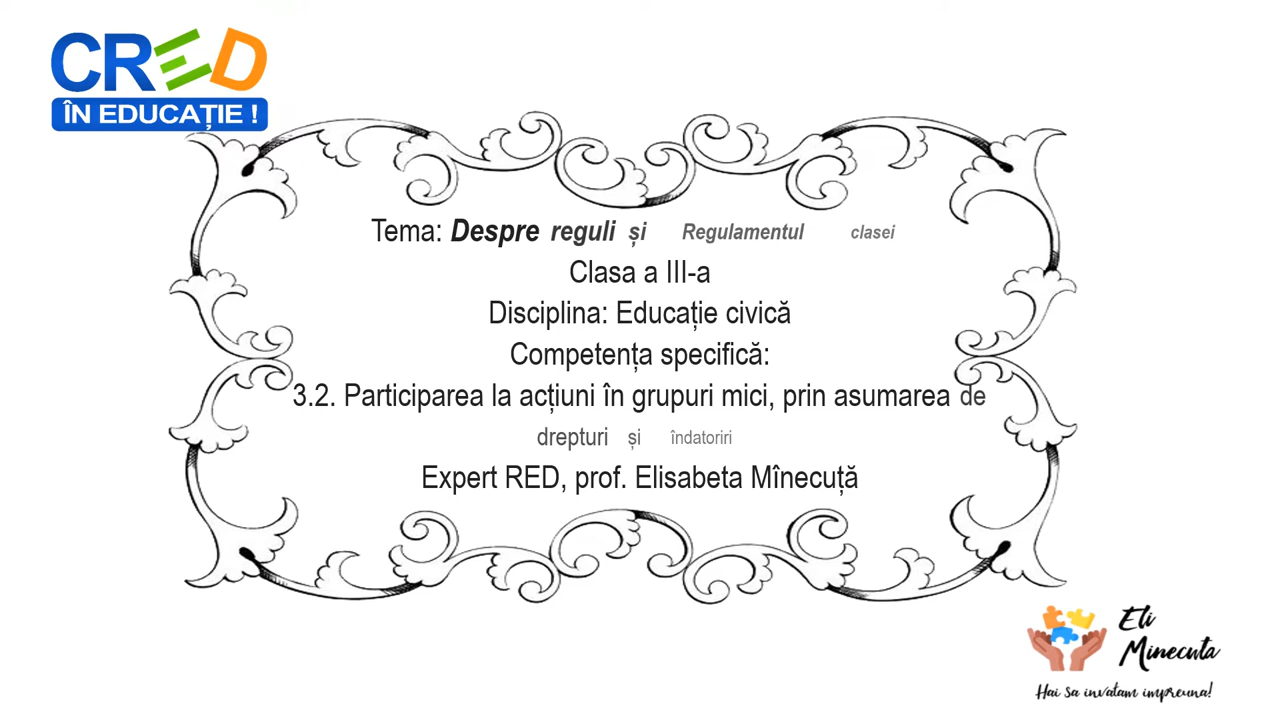 CRED
ÎN EDUCAȚIE !
Tema: Despre reguli și Regulamentul clasei
Clasa a III-a
Disciplina: Educație civică
Competența specifică:
3.2. Participarea la acțiuni în grupuri mici, prin asumarea de
drepturi și îndatoriri
Expert RED, prof. Elisabeta Mînecuță
Eli
Minecuta
Hai sa invatam impreuna!